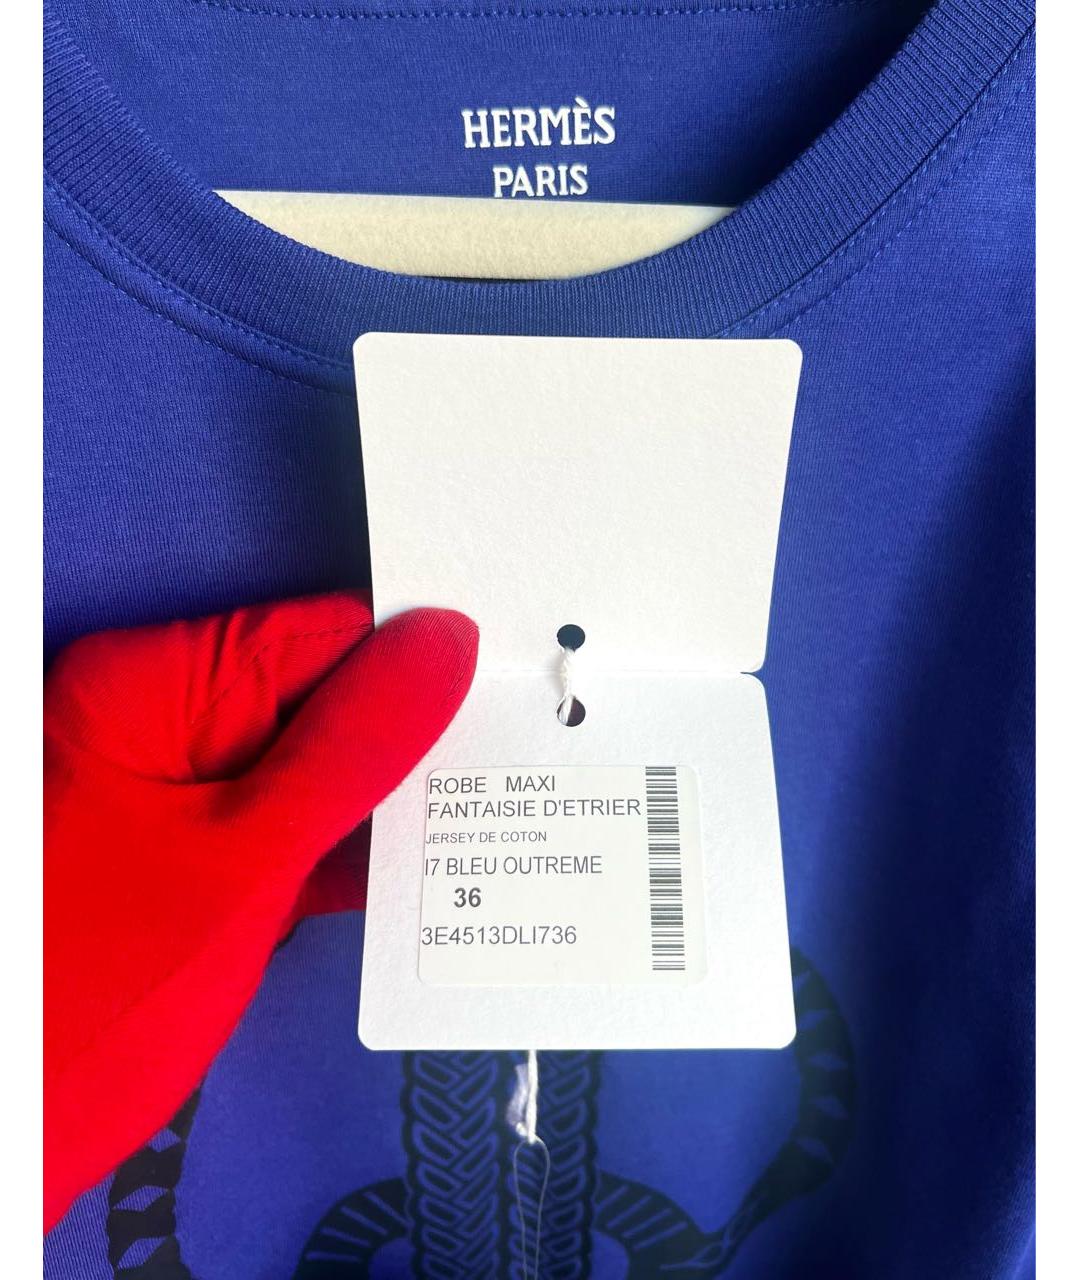 HERMÈS
PARIS
ROBE MAXI
FANTAISIE D'ETRIER
JERSEY DE COTON
I7 BLEU OUTREME
36
3E4513DLI736